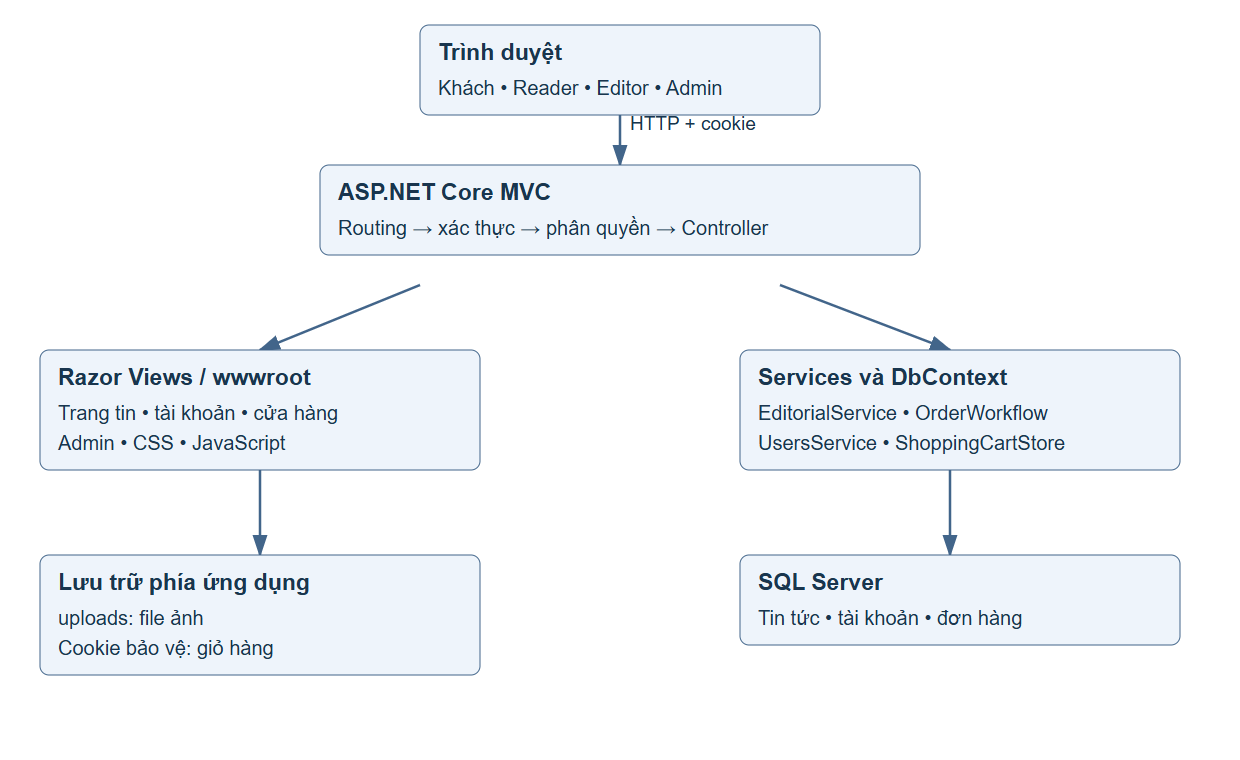 Trình duyệt
Khách • Reader • Editor • Admin
HTTP + cookie
ASP.NET Core MVC
Routing → xác thực → phân quyền → Controller
Razor Views / wwwroot
Trang tin • tài khoản • cửa hàng
Admin • CSS • JavaScript
Services và DbContext
EditorialService • OrderWorkflow
UsersService • ShoppingCartStore
Lưu trữ phía ứng dụng
uploads: file ảnh
Cookie bảo vệ: giỏ hàng
SQL Server
Tin tức • tài khoản • đơn hàng